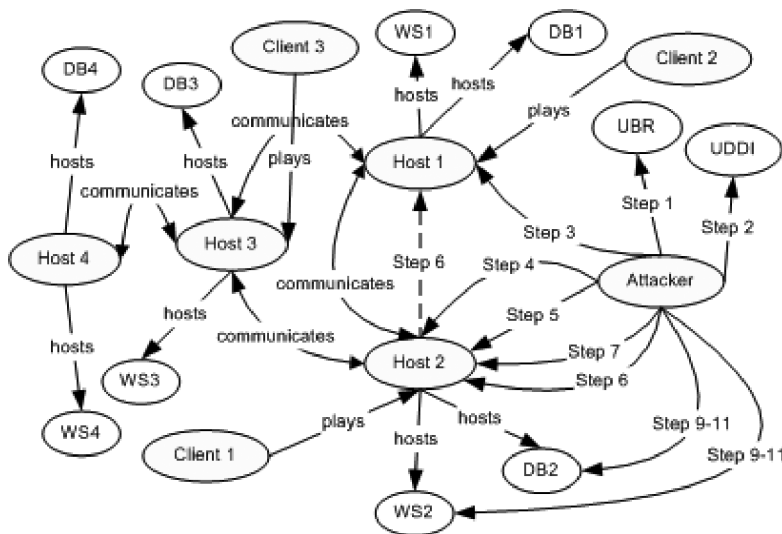 WS1
DB1
Client 3
Client 2
DB4
DB3
hosts
hosts
UBR
communicates
plays
UDDI
hosts
plays
Host 1
hosts
communicates
Step 1
Step 2
Step 3
Host 3
Host 4
Step 6
Step 4
Attacker
communicates
hosts
Step 5
hosts
communicates
Step 7
Host 2
Step 6
WS3
plays
hosts
Step 9-11
WS4
hosts
Client 1
Step 9-11
DB2
WS2